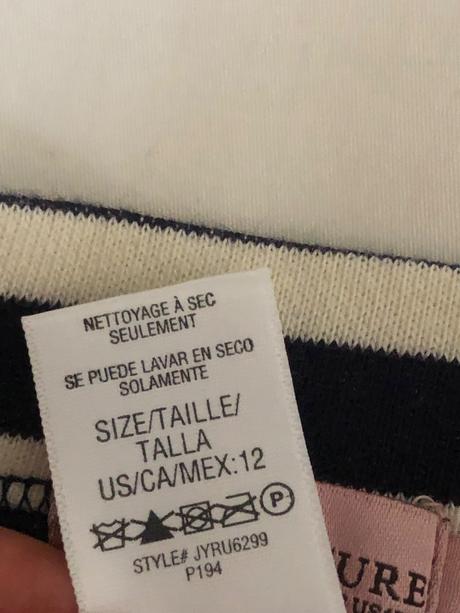 NETTOYAGE À SEC
SEULEMENT
SE PUEDE LAVAR EN SECO
SOLAMENTE
SIZE/TAILLE/
TALLA
US/CA/MEX:12
P
STYLE# JYRU6299
P194
URE